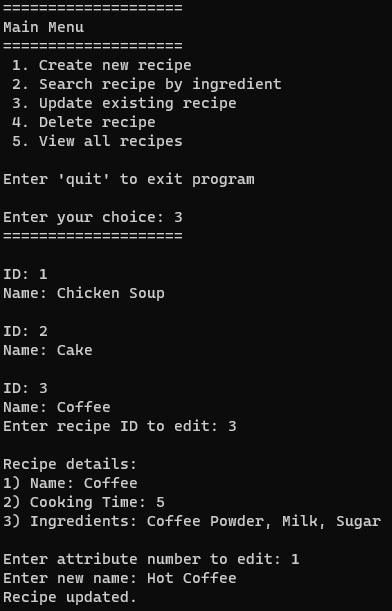 ====================
Main Menu
====================
 1. Create new recipe
 2. Search recipe by ingredient
 3. Update existing recipe
 4. Delete recipe
 5. View all recipes

Enter 'quit' to exit program

Enter your choice: 3
====================

ID: 1
Name: Chicken Soup

ID: 2
Name: Cake

ID: 3
Name: Coffee
Enter recipe ID to edit: 3

Recipe details:
1) Name: Coffee
2) Cooking Time: 5
3) Ingredients: Coffee Powder, Milk, Sugar

Enter attribute number to edit: 1
Enter new name: Hot Coffee
Recipe updated.